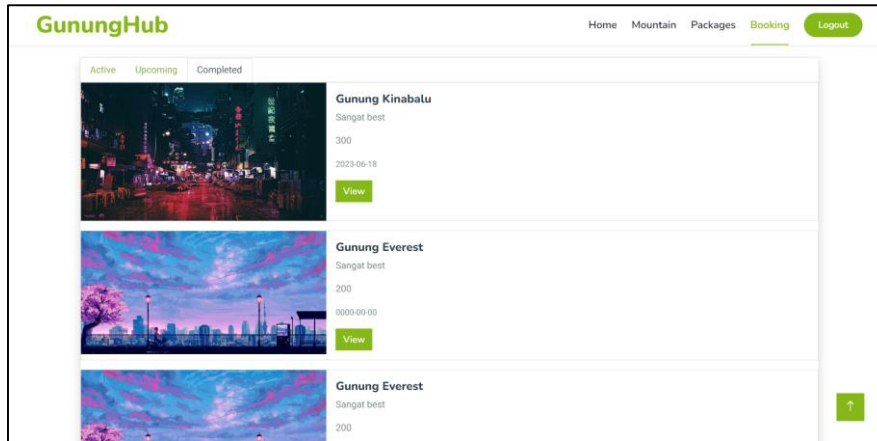 GunungHub
Home Mountain Packages Booking Logout
Active Upcoming Completed
Gunung Kinabalu
Sangat best
300
2023-06-18
View
Gunung Everest
Sangat best
200
0000-00-00
View
Gunung Everest
Sangat best
200